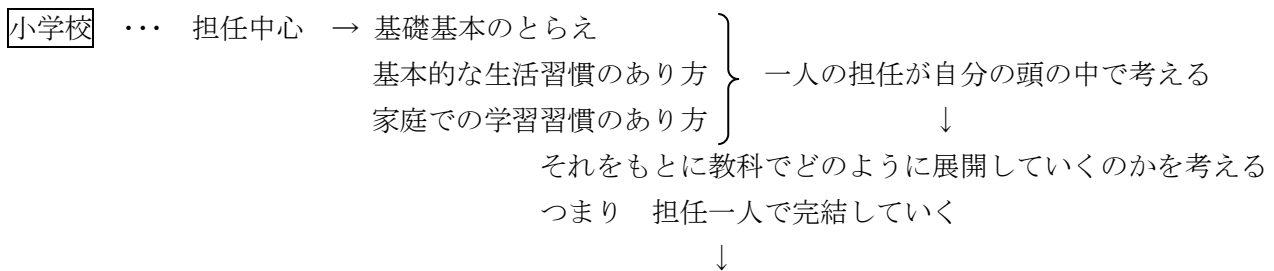 小学校 ･･･ 担任中心 → 基礎基本のとらえ
基本的な生活習慣のあり方 一人の担任が自分の頭の中で考える
家庭での学習習慣のあり方 ↓
それをもとに教科でどのように展開していくのかを考える
つまり 担任一人で完結していく
↓